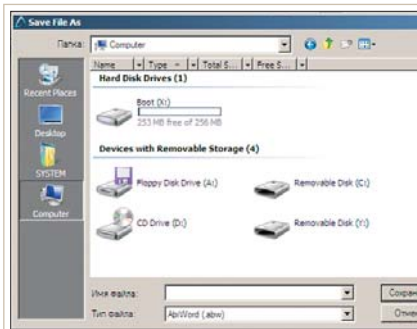 Save File As
Папка: Computer
Name Type Total S... Free S...
Hard Disk Drives (1)
Boot (X:)
253 MB free of 256 MB
Devices with Removable Storage (4)
Floppy Disk Drive (A:) Removable Disk (C:)
CD Drive (D:) Removable Disk (Y:)
Recent Places
Desktop
SYSTEM
Computer
Имя файла:
Сохран
Тип файла: AbiWord (.abw)
Отме